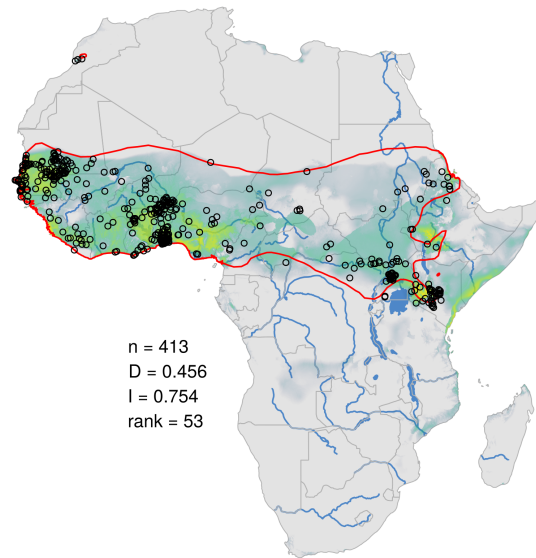 n = 413
D = 0.456
I = 0.754
rank = 53